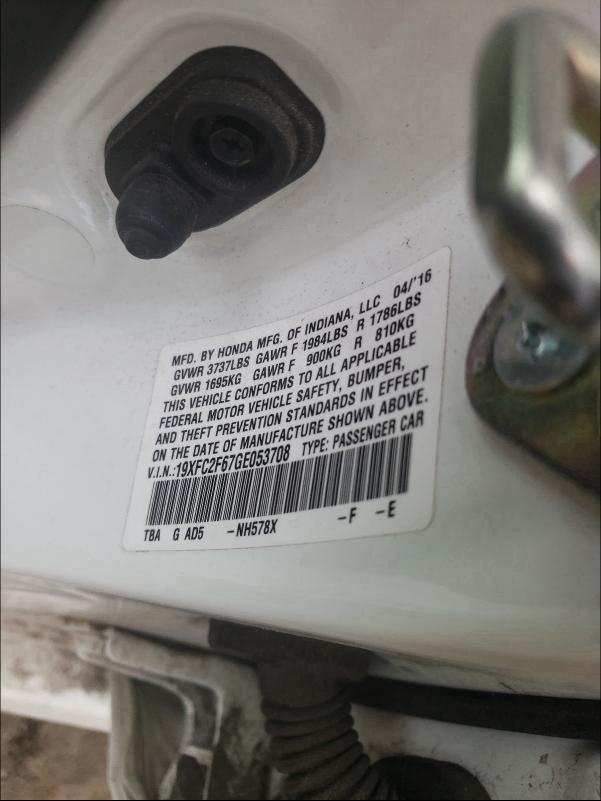 MFD. BY HONDA MFG. OF INDIANA, LLC 04/'16
GVWR 3737LBS GAWR F 1984LBS R 1786LBS
GVWR 1695KG GAWR F 900KG R 810KG
THIS VEHICLE CONFORMS TO ALL APPLICABLE
FEDERAL MOTOR VEHICLE SAFETY, BUMPER,
AND THEFT PREVENTION STANDARDS IN EFFECT
ON THE DATE OF MANUFACTURE SHOWN ABOVE.
V.I.N.:19XFC2F67GE053708 TYPE: PASSENGER CAR
TBA G AD5 -NH578X -F -E